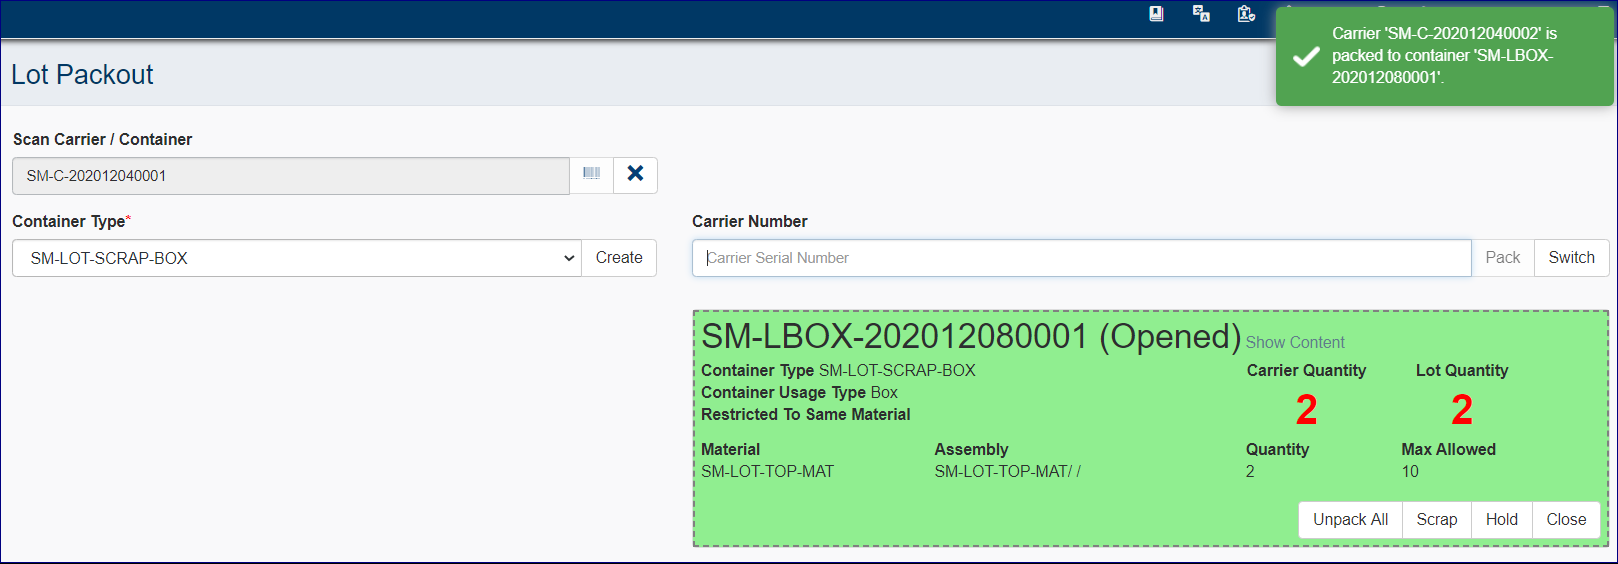 Carrier 'SM-C-202012040002' is
packed to container 'SM-LBOX-
202012080001'.
Lot Packout
Scan Carrier / Container
SM-C-202012040001
Container Type*
Carrier Number
SM-LOT-SCRAP-BOX
Create
Carrier Serial Number
Pack
Switch
SM-LBOX-202012080001 (Opened) Show Content
Container Type SM-LOT-SCRAP-BOX
Carrier Quantity
Lot Quantity
Container Usage Type Box
2
2
Restricted To Same Material
Material
Assembly
Quantity
Max Allowed
SM-LOT-TOP-MAT
SM-LOT-TOP-MAT/ /
2
10
Unpack All
Scrap
Hold
Close